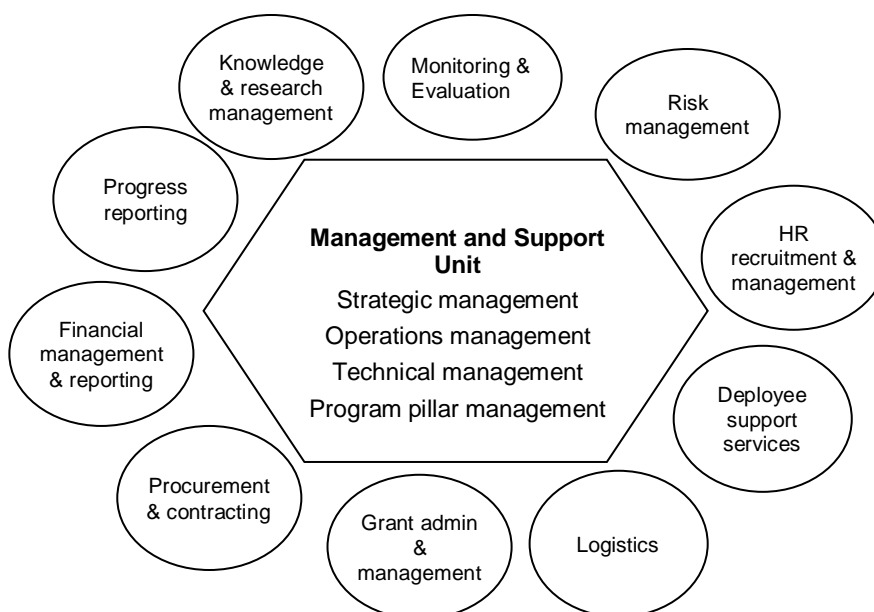 Knowledge
& research
management
Monitoring &
Evaluation
Risk
management
Progress
reporting
HR
recruitment &
management
Management and Support
Unit
Strategic management
Operations management
Technical management
Program pillar management
Financial
management
& reporting
Deployee
support
services
Procurement
& contracting
Grant admin
&
management
Logistics